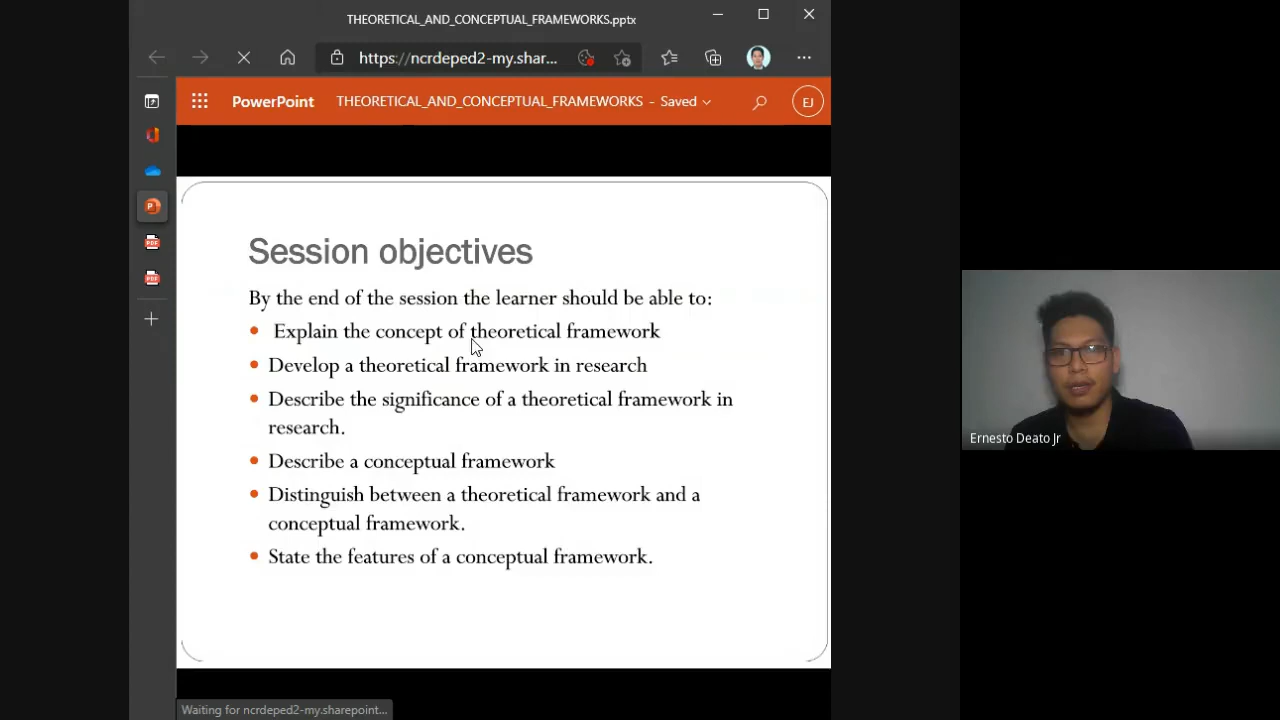 THEORETICAL_AND_CONCEPTUAL_FRAMEWORKS.pptx
https://ncrdeped2-my.shar...
PowerPoint THEORETICAL_AND_CONCEPTUAL_FRAMEWORKS - Saved
EJ
Session objectives
By the end of the session the learner should be able to:
• Explain the concept of theoretical framework
• Develop a theoretical framework in research
• Describe the significance of a theoretical framework in
research.
• Describe a conceptual framework
• Distinguish between a theoretical framework and a
conceptual framework.
• State the features of a conceptual framework.
Waiting for ncrdeped2-my.sharepoint...
Ernesto Deato Jr
P
PDF
PDF